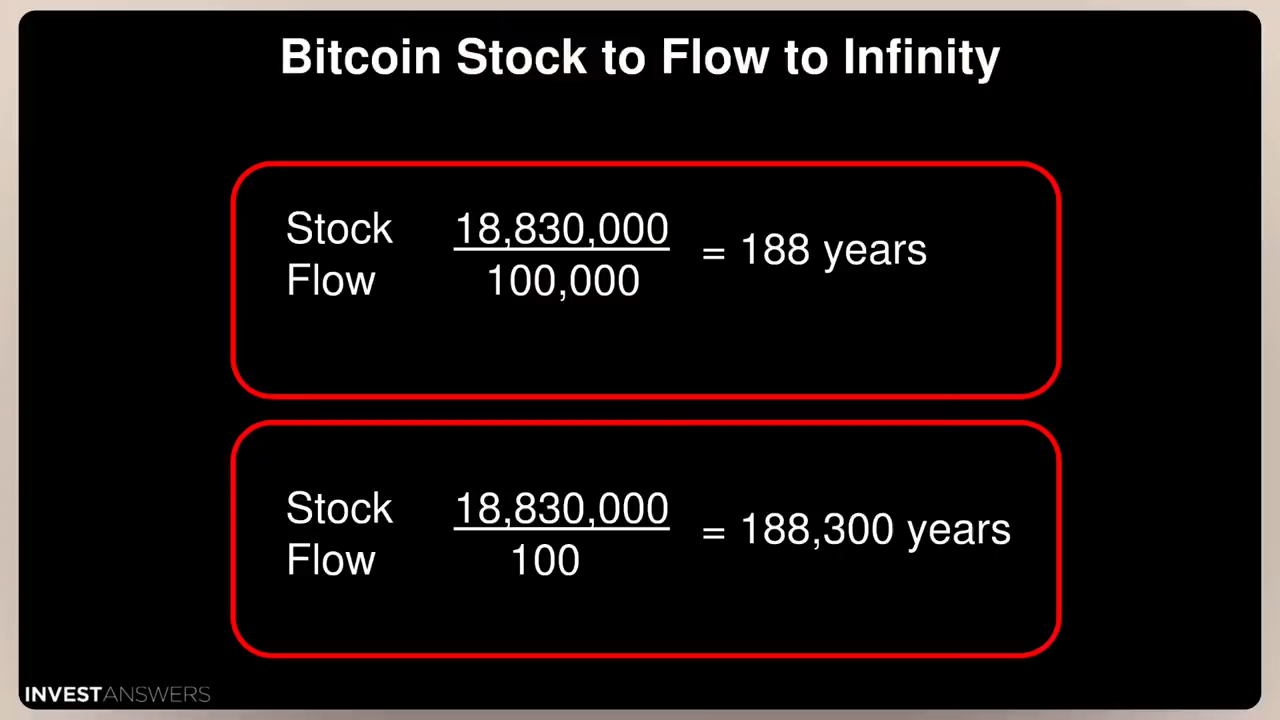 Bitcoin Stock to Flow to Infinity
Stock 18,830,000
Flow 100,000
= 188 years
Stock 18,830,000
Flow 100
= 188,300 years
INVESTANSWERS